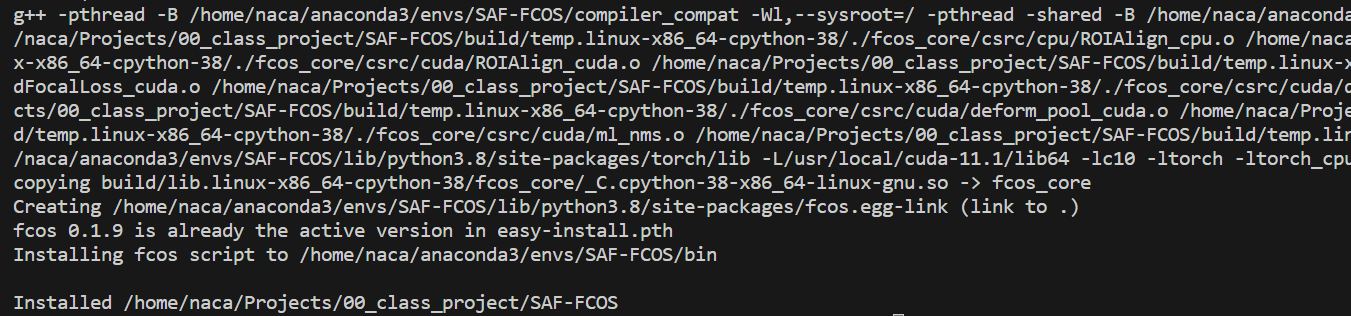 g++ -pthread -B /home/naca/anaconda3/envs/SAF-FCOS/compiler_compat -Wl,--sysroot=/ -pthread -shared -B /home/naca/anaconda
/naca/Projects/00_class_project/SAF-FCOS/build/temp.linux-x86_64-cpython-38/./fcos_core/csrc/cpu/ROIAlign_cpu.o /home/nac
x-x86_64-cpython-38/./fcos_core/csrc/cuda/ROIAlign_cuda.o /home/naca/Projects/00_class_project/SAF-FCOS/build/temp.linux-x
dFocalLoss_cuda.o /home/naca/Projects/00_class_project/SAF-FCOS/build/temp.linux-x86_64-cpython-38/./fcos_core/csrc/cuda/d
cts/00_class_project/SAF-FCOS/build/temp.linux-x86_64-cpython-38/./fcos_core/csrc/cuda/deform_pool_cuda.o /home/naca/Proje
d/temp.linux-x86_64-cpython-38/./fcos_core/csrc/cuda/ml_nms.o /home/naca/Projects/00_class_project/SAF-FCOS/build/temp.lin
/naca/anaconda3/envs/SAF-FCOS/lib/python3.8/site-packages/torch/lib -L/usr/local/cuda-11.1/lib64 -lc10 -ltorch -ltorch_cpu
copying build/lib.linux-x86_64-cpython-38/fcos_core/_C.cpython-38-x86_64-linux-gnu.so -> fcos_core
Creating /home/naca/anaconda3/envs/SAF-FCOS/lib/python3.8/site-packages/fcos.egg-link (link to .)
fcos 0.1.9 is already the active version in easy-install.pth
Installing fcos script to /home/naca/anaconda3/envs/SAF-FCOS/bin
Installed /home/naca/Projects/00_class_project/SAF-FCOS